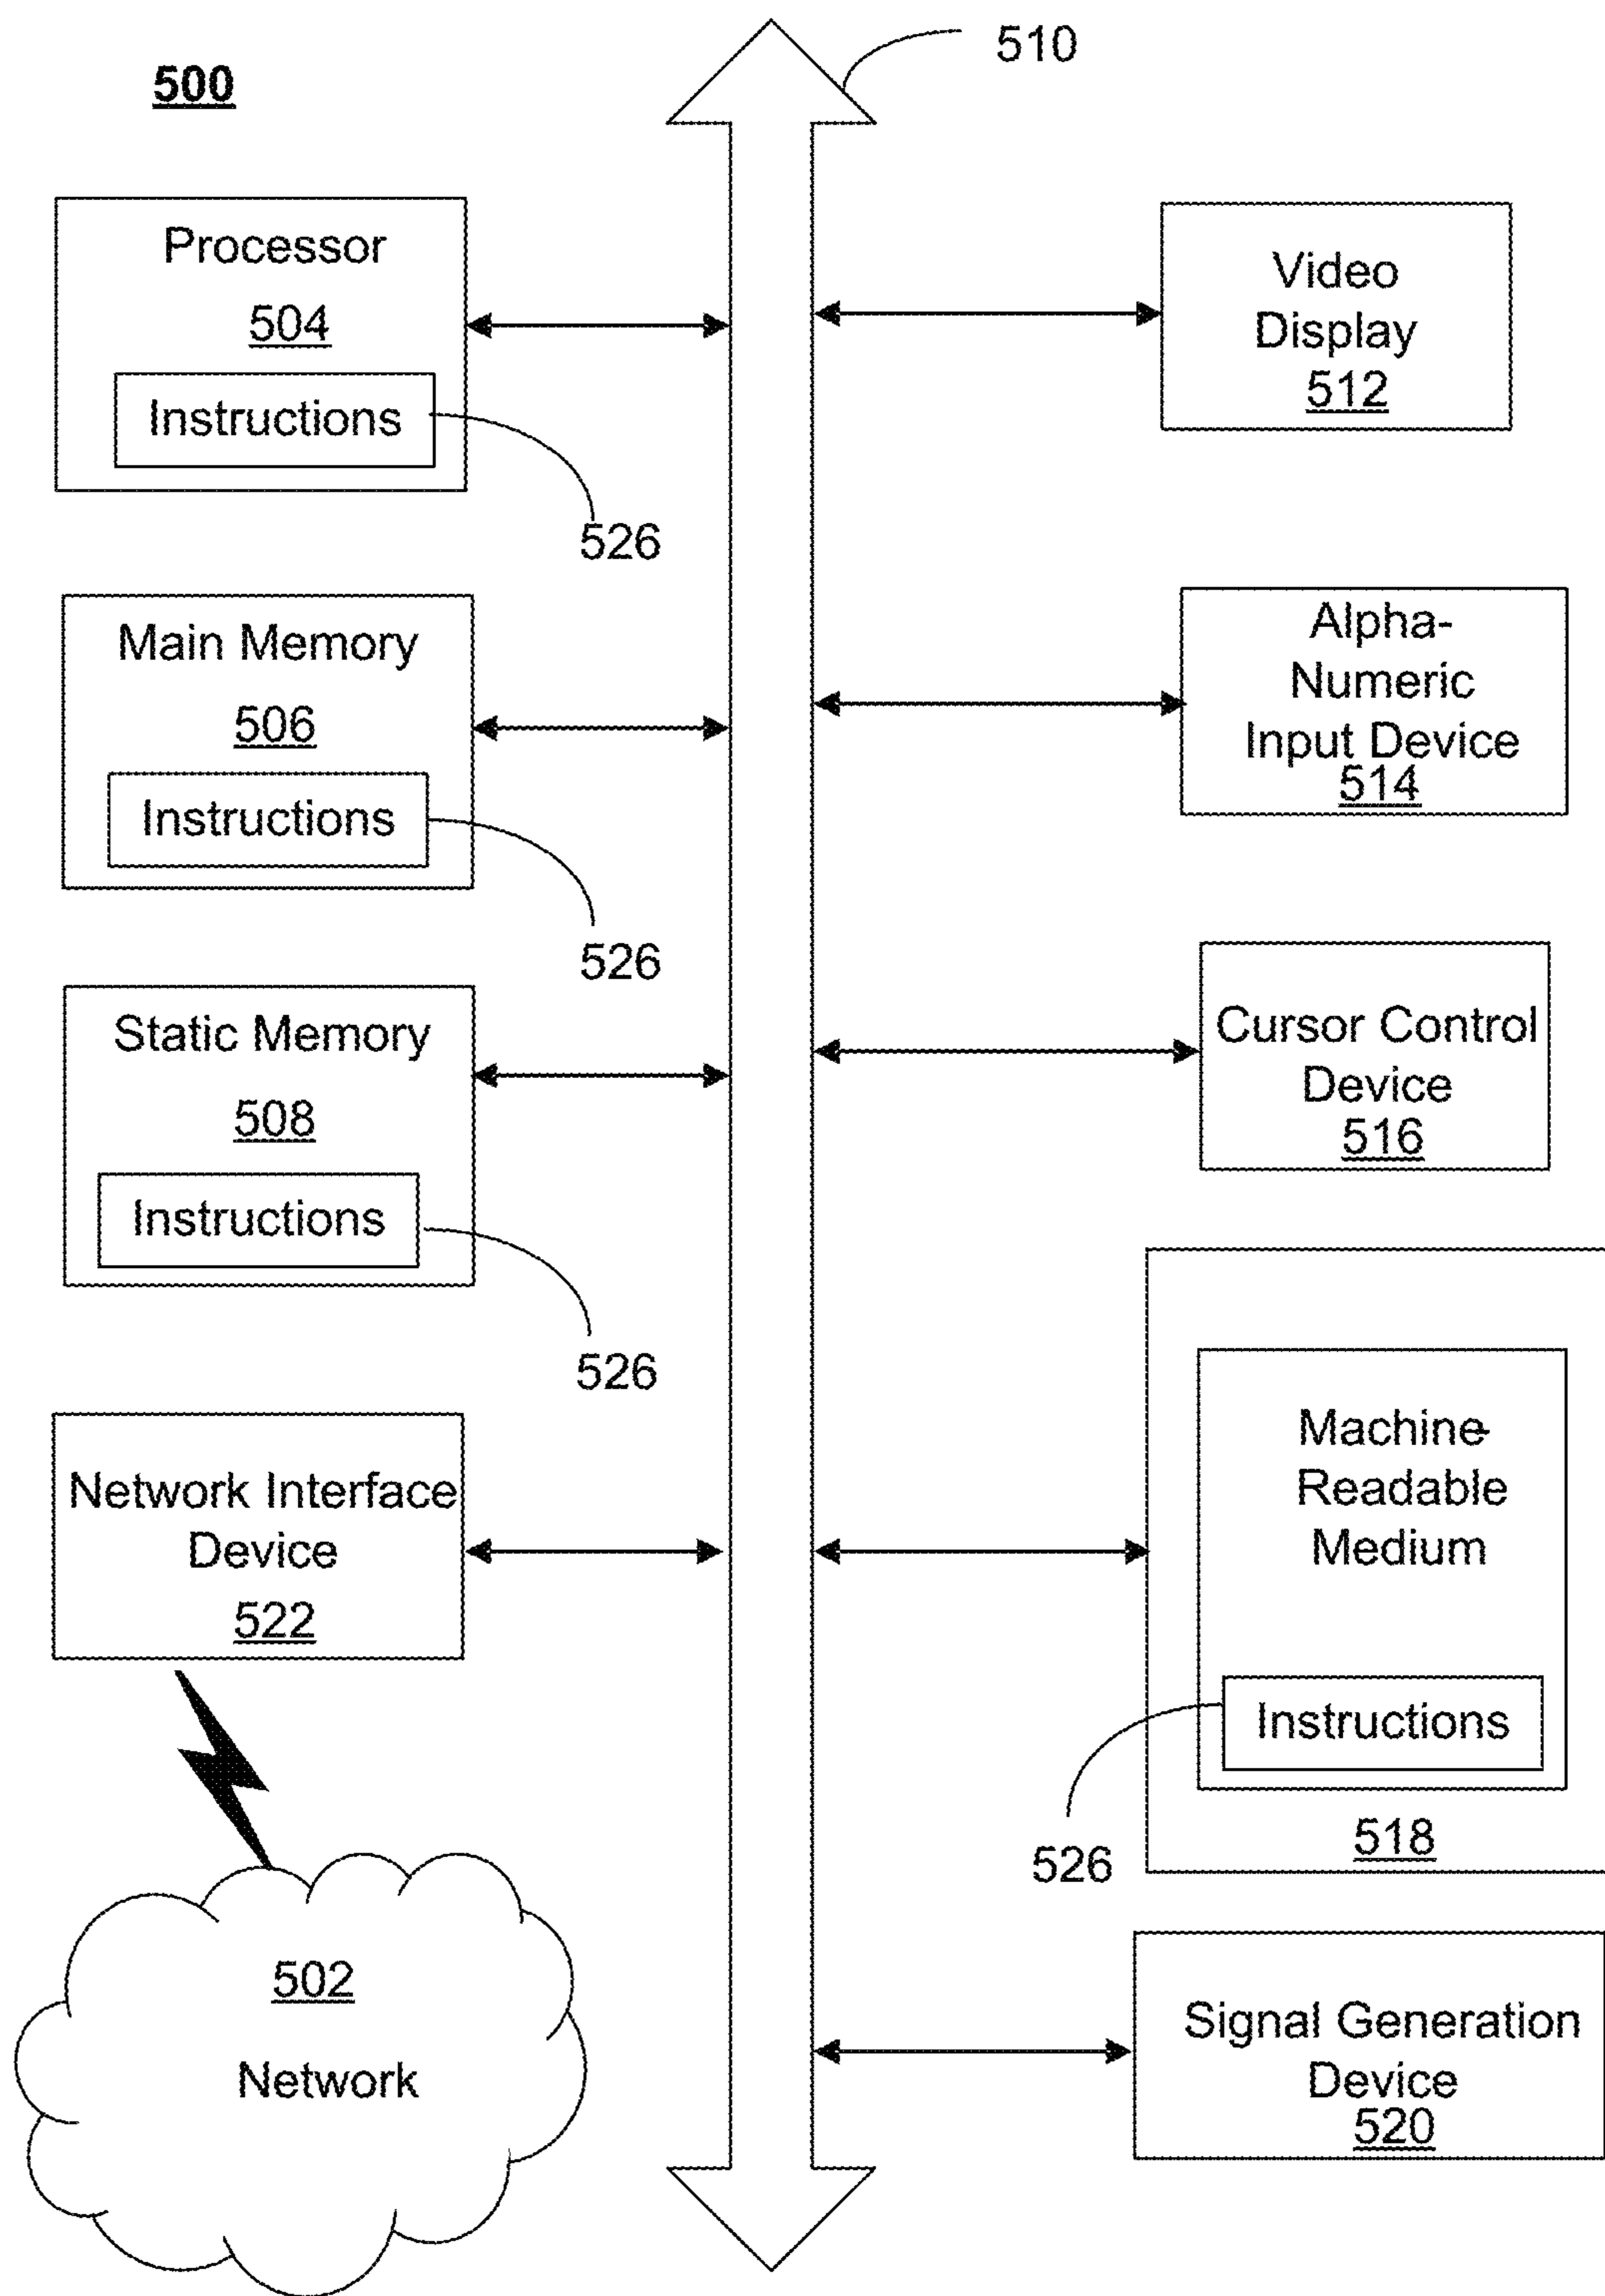 500
510
Processor
504
Instructions
526
Main Memory
506
Instructions
526
Static Memory
508
Instructions
526
Network Interface
Device
522
502
Network
Video
Display
512
Alpha-
Numeric
Input Device
514
Cursor Control
Device
516
Machine-
Readable
Medium
Instructions
526
518
Signal Generation
Device
520